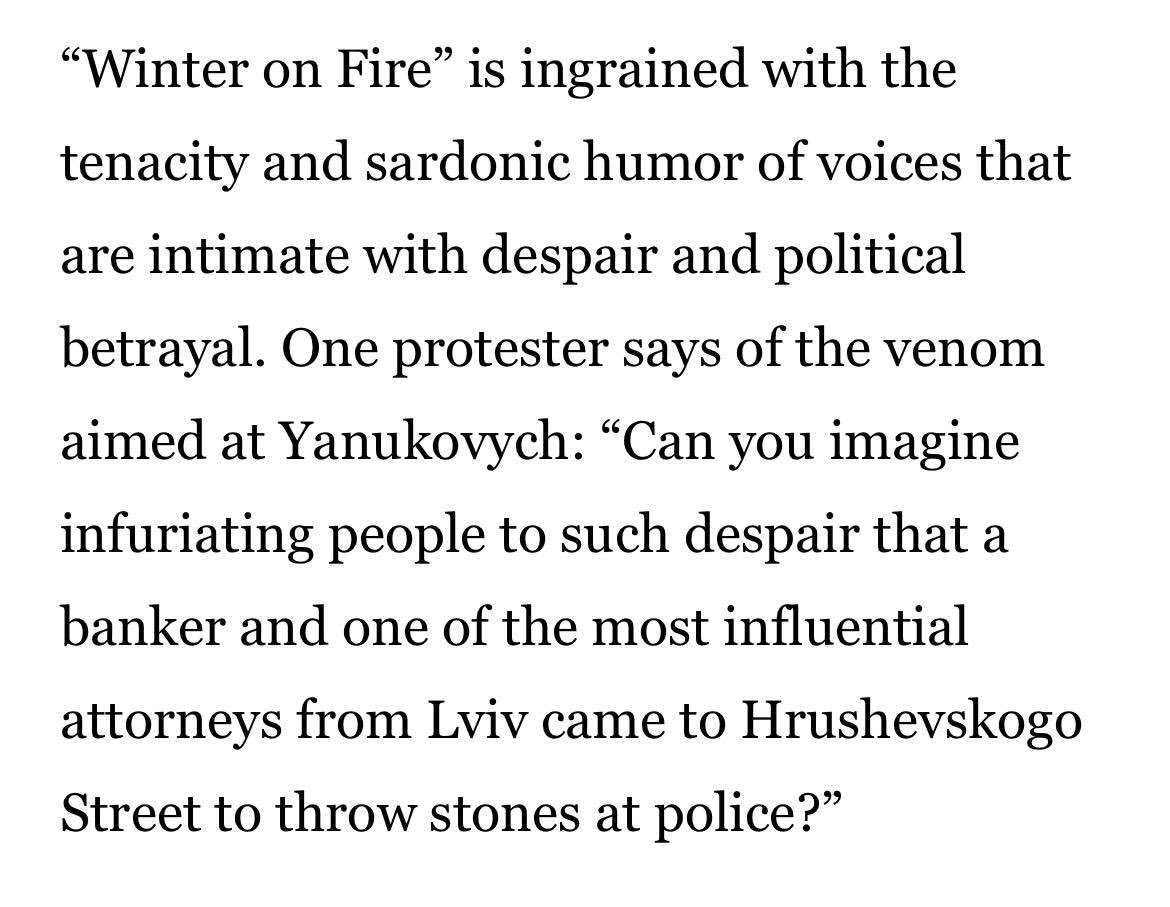 “Winter on Fire” is ingrained with the
tenacity and sardonic humor of voices that
are intimate with despair and political
betrayal. One protester says of the venom
aimed at Yanukovych: “Can you imagine
infuriating people to such despair that a
banker and one of the most influential
attorneys from Lviv came to Hrushevskogo
Street to throw stones at police?”